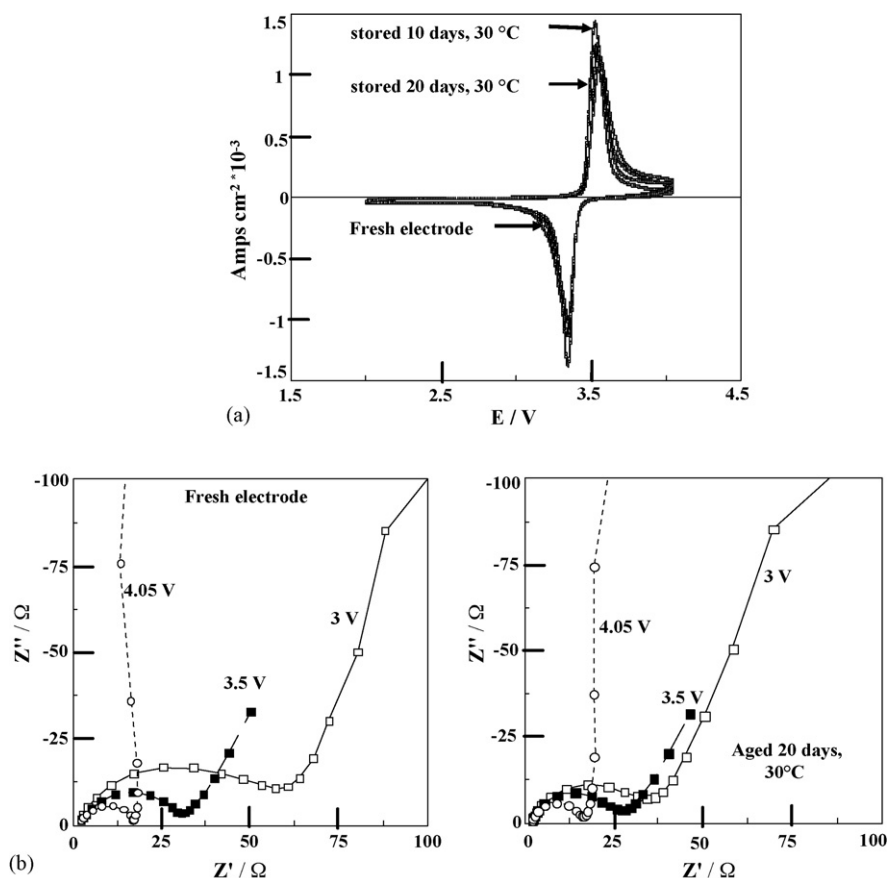 stored 10 days, 30 °C
stored 20 days, 30 °C
Fresh electrode
Amps cm⁻² *10⁻³
1.5
1
0.5
0
-0.5
-1
-1.5
1.5 2.5 3.5 4.5
E / V
(a)
Fresh electrode
4.05 V
3 V
3.5 V
Z'' / Ω
-100
-75
-50
-25
0
0 25 50 75 100
Z' / Ω
3 V
4.05 V
3.5 V
Aged 20 days,
30°C
Z'' / Ω
-100
-75
-50
-25
0
0 25 50 75 100
Z' / Ω
(b)